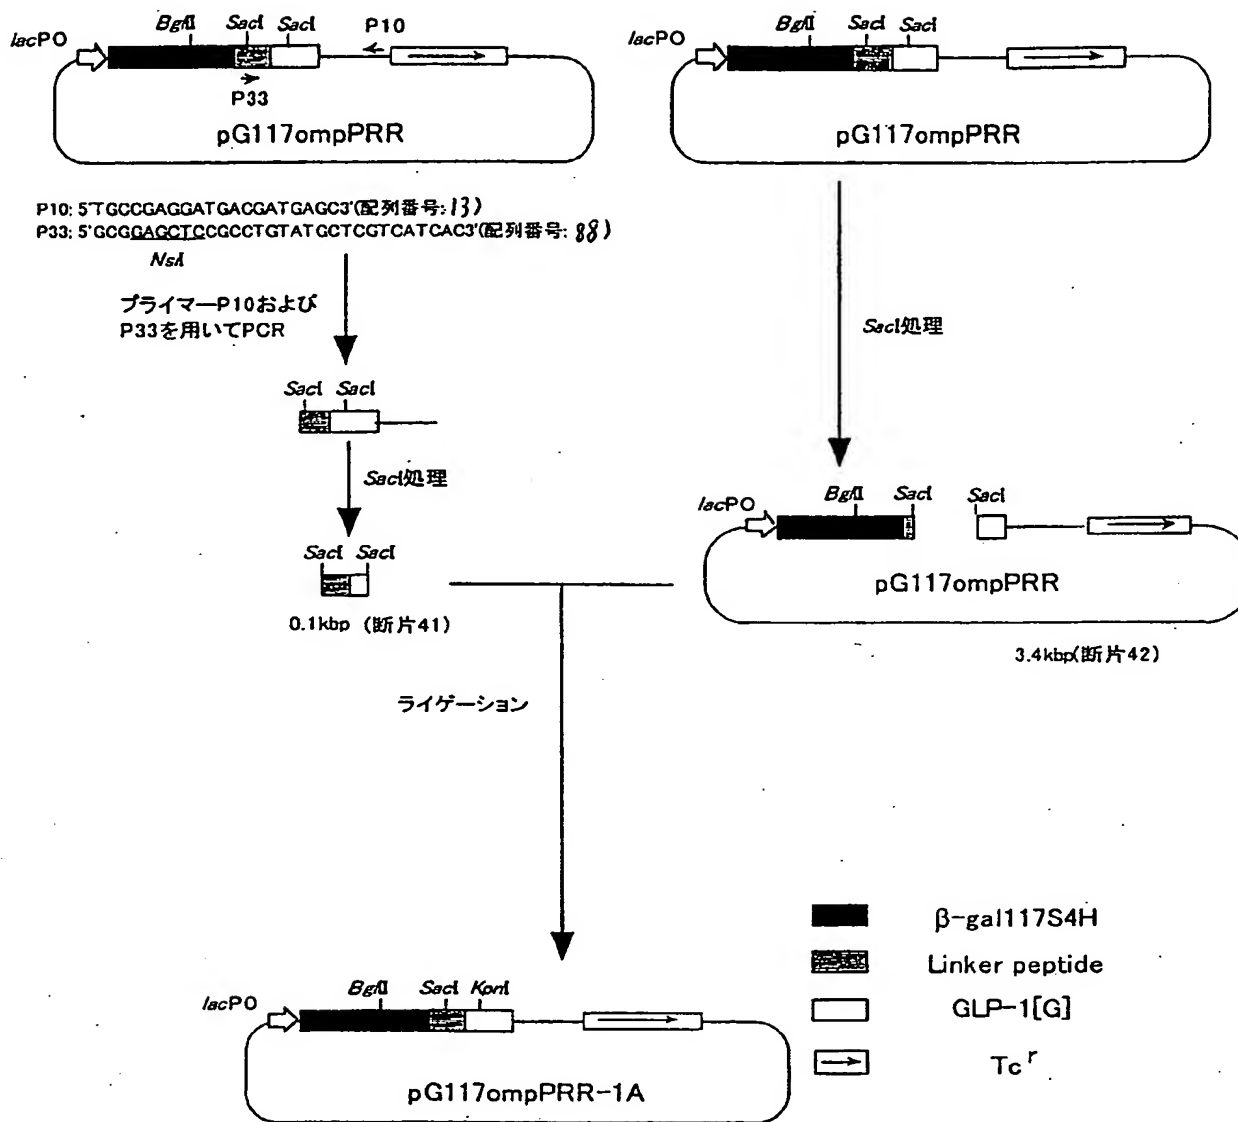 BglII SacI SacI P10
lacPO
P33
pG117ompPRR
BglII SacI SacI
lacPO
pG117ompPRR
P10: 5'TGCCGAGGATGACGATGAGC3'(配列番号:13)
P33: 5'GCGGAGCTCCGCCTGTATGCTCGTCATCAC3'(配列番号: 88)
NsiI
プライマーP10および
P33を用いてPCR
SacI処理
SacI SacI
SacI処理
SacI SacI
0.1kbp (断片41)
BglII SacI SacI
lacPO
pG117ompPRR
3.4kbp(断片42)
ライゲーション
BglII SacI KpnI
lacPO
pG117ompPRR-1A
β-gal117S4H
Linker peptide
GLP-1[G]
Tc r